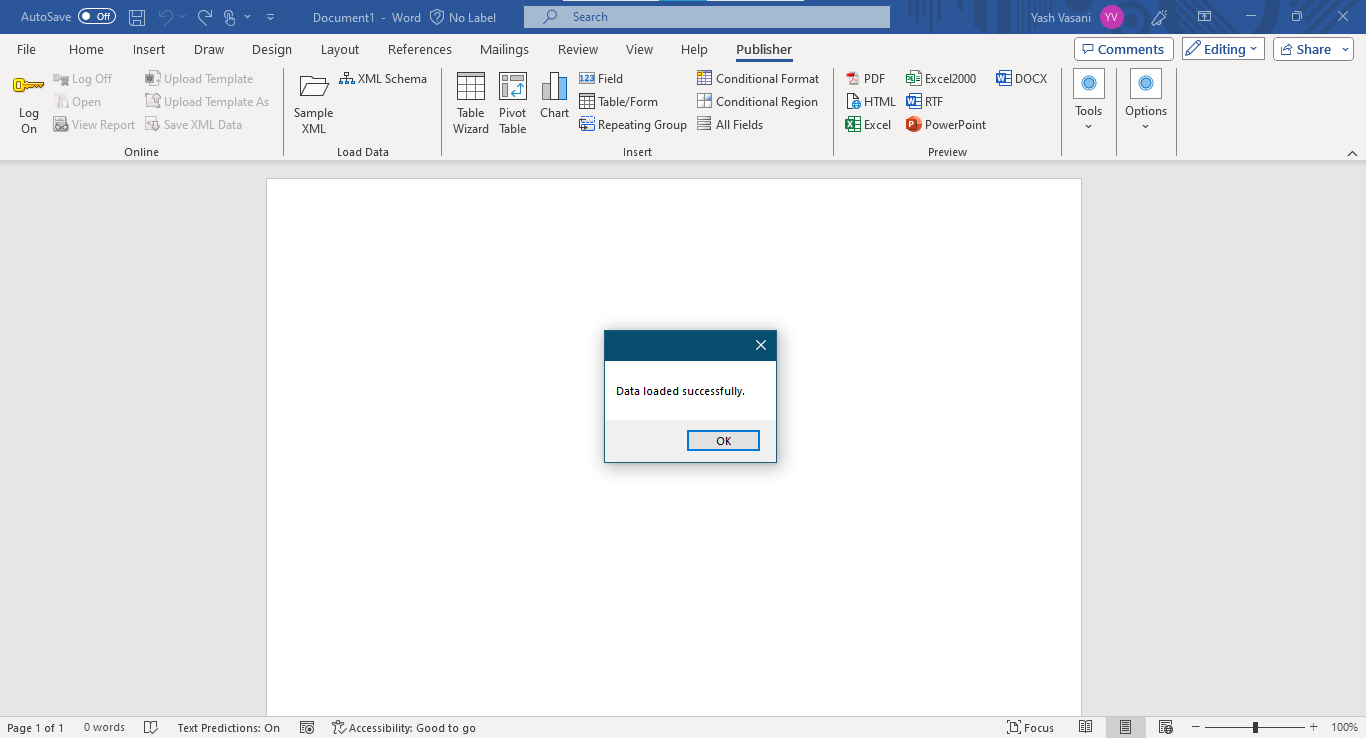 AutoSave Off Document1 - Word No Label Search Yash Vasani YV
File Home Insert Draw Design Layout References Mailings Review View Help Publisher Comments Editing Share
Log On
Log Off
Open
View Report
Upload Template
Upload Template As
Save XML Data
Online
Sample XML
XML Schema
Load Data
Table Wizard
Pivot Table
Chart
123 Field
Table/Form
Repeating Group
Conditional Format
Conditional Region
All Fields
Insert
PDF
HTML
Excel
Excel2000
RTF
PowerPoint
DOCX
Preview
Tools
Options
Data loaded successfully.
OK
Page 1 of 1 0 words Text Predictions: On Accessibility: Good to go Focus 100%